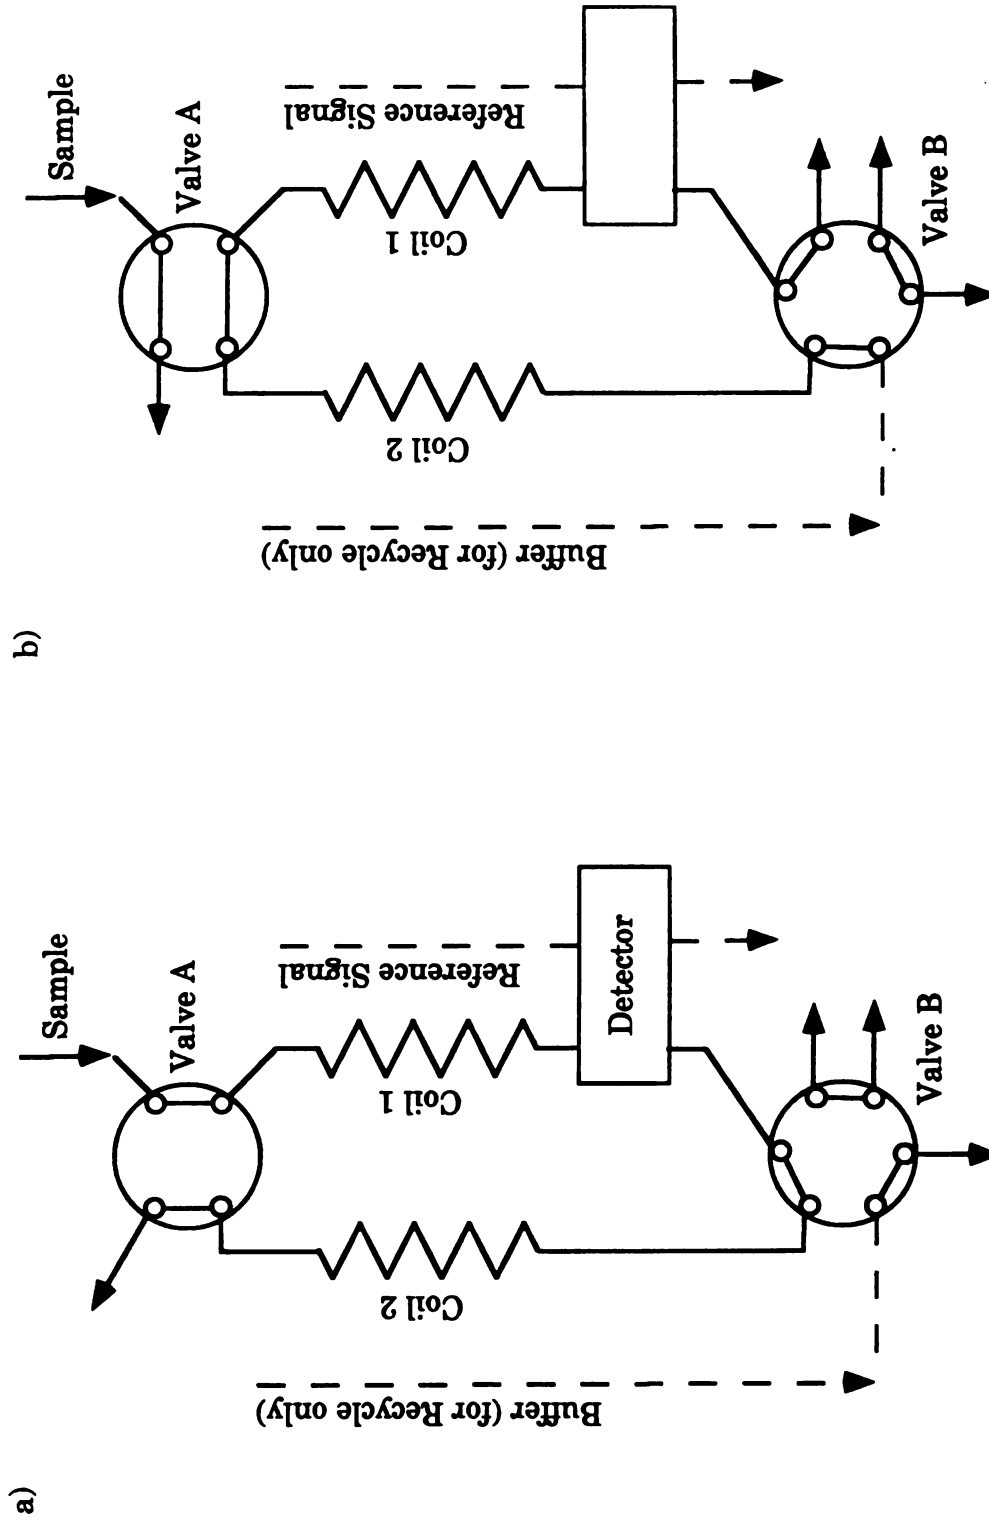 a)
Sample
Valve A
Reference Signal
Coil 1
Coil 2
Detector
Buffer (for Recycle only)
Valve B
b)
Sample
Valve A
Reference Signal
Coil 1
Coil 2
Buffer (for Recycle only)
Valve B